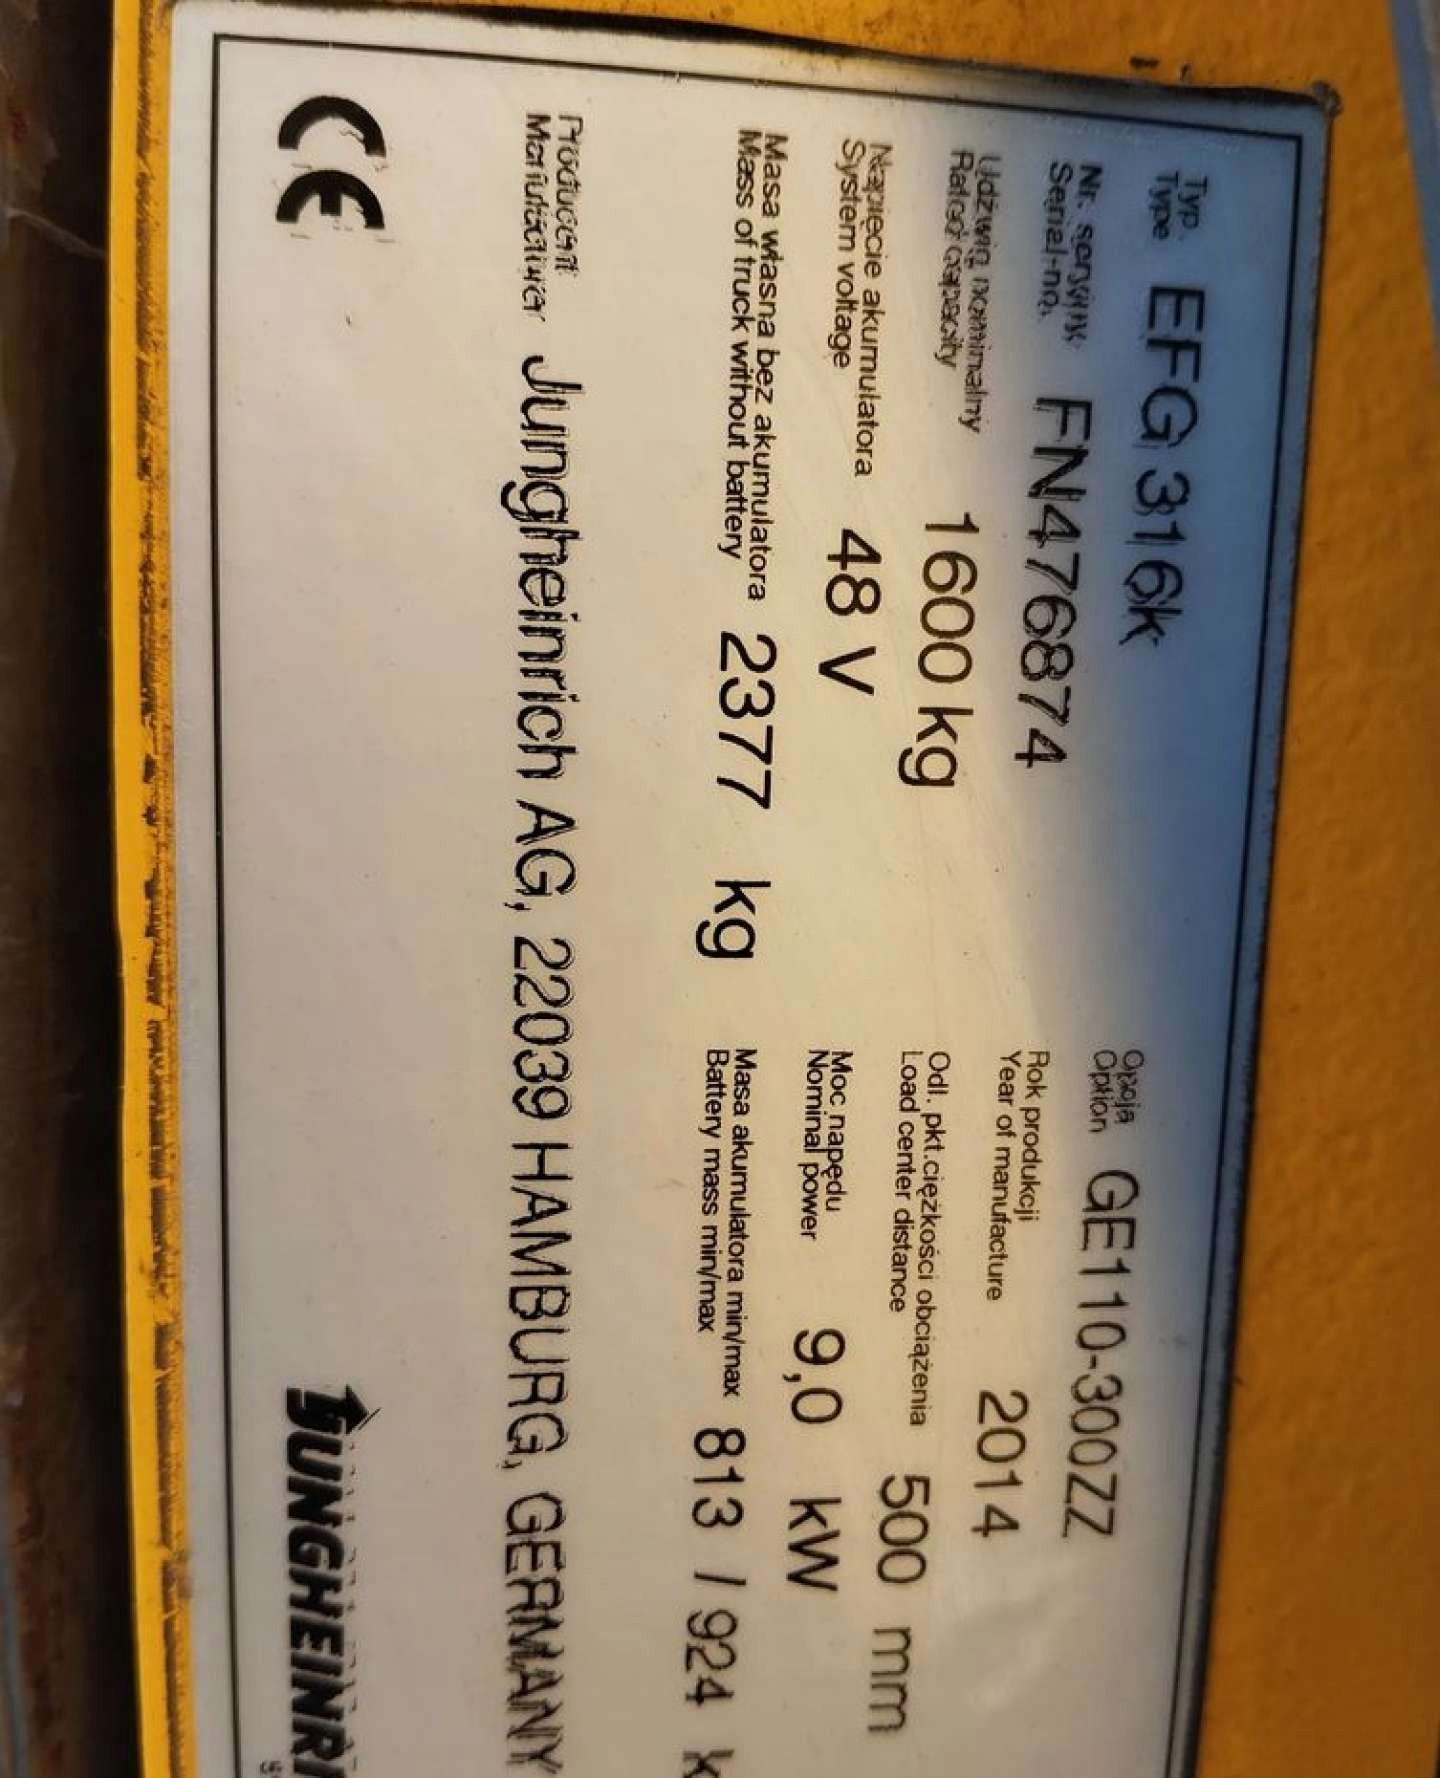 Typ
Type EFG 316k
Opcja
Option GE110-300ZZ
Nr. seryjny
Serial-no. FN476874
Rok produkcji
Year of manufacture 2014
Udźwig nominalny
Rated capacity 1600 kg
Odl. pkt.ciężkości obciążenia
Load center distance 500 mm
Napięcie akumulatora
System voltage 48 V
Moc napędu
Nominal power 9,0 kW
Masa własna bez akumulatora
Mass of truck without battery 2377 kg
Masa akumulatora min/max
Battery mass min/max 813 / 924 k
Producent
Manufacturer Jungheinrich AG, 22039 HAMBURG, GERMANY
CE
JUNGHEINRI